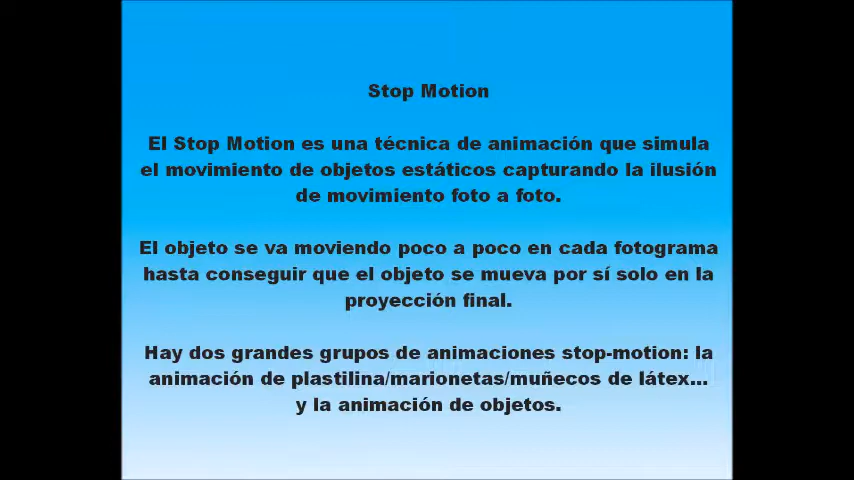 Stop Motion
El Stop Motion es una técnica de animación que simula
el movimiento de objetos estáticos capturando la ilusión
de movimiento foto a foto.
El objeto se va moviendo poco a poco en cada fotograma
hasta conseguir que el objeto se mueva por sí solo en la
proyección final.
Hay dos grandes grupos de animaciones stop-motion: la
animación de plastilina/marionetas/muñecos de látex...
y la animación de objetos.